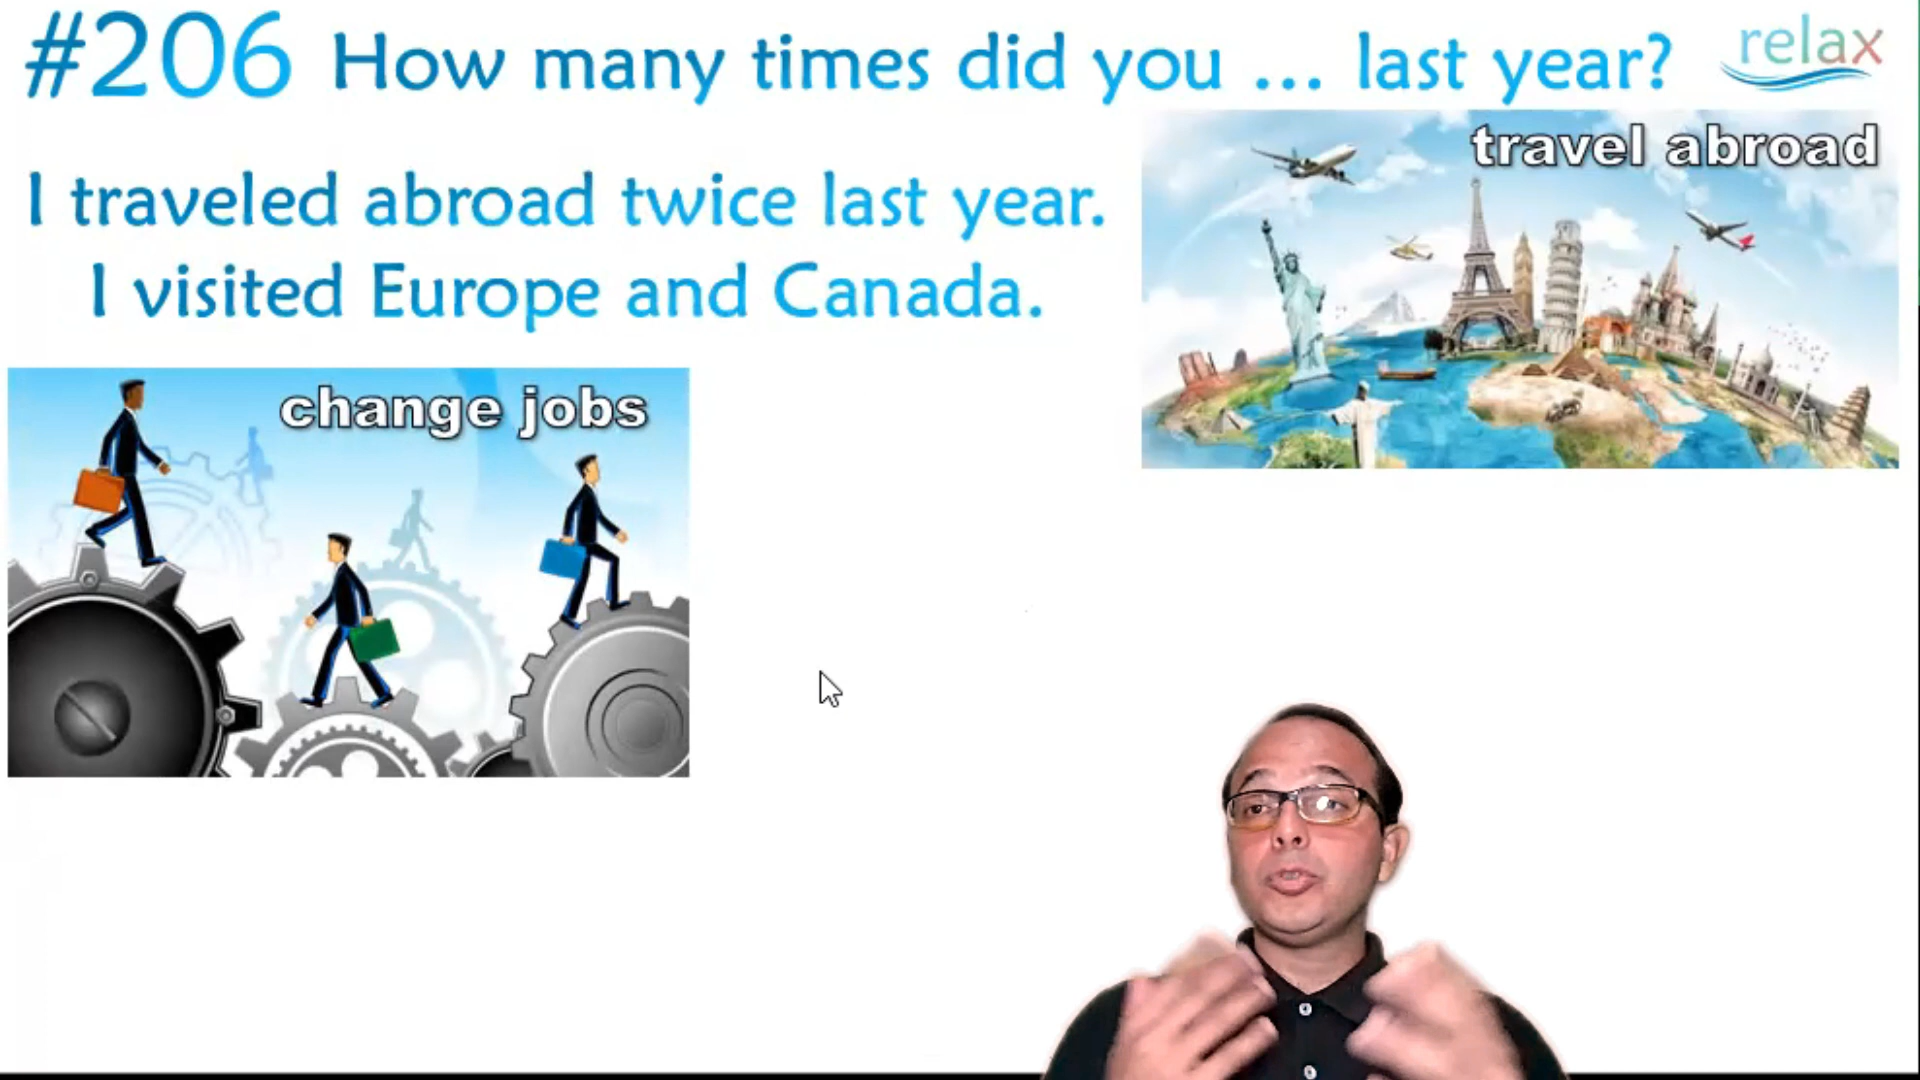 #206 How many times did you ... last year?
relax
travel abroad
I traveled abroad twice last year.
I visited Europe and Canada.
change jobs